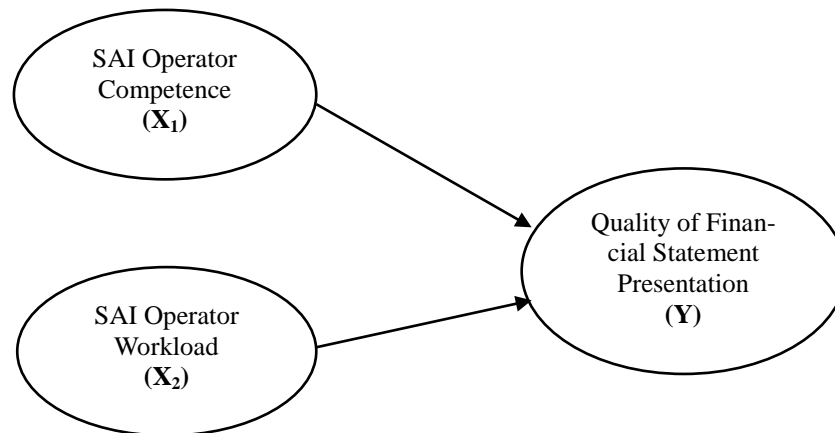 SAI Operator
Competence
(X₁)
Quality of Finan-
cial Statement
Presentation
(Y)
SAI Operator
Workload
(X₂)